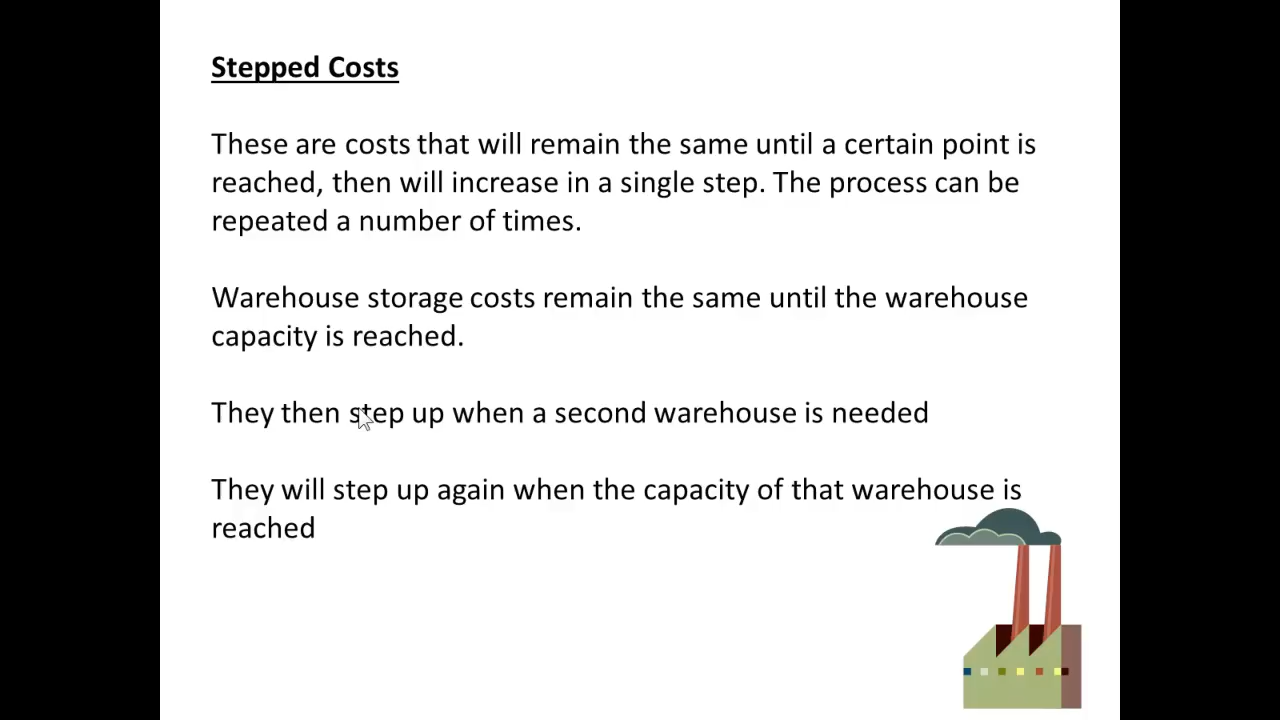 Stepped Costs
These are costs that will remain the same until a certain point is
reached, then will increase in a single step. The process can be
repeated a number of times.
Warehouse storage costs remain the same until the warehouse
capacity is reached.
They then step up when a second warehouse is needed
They will step up again when the capacity of that warehouse is
reached